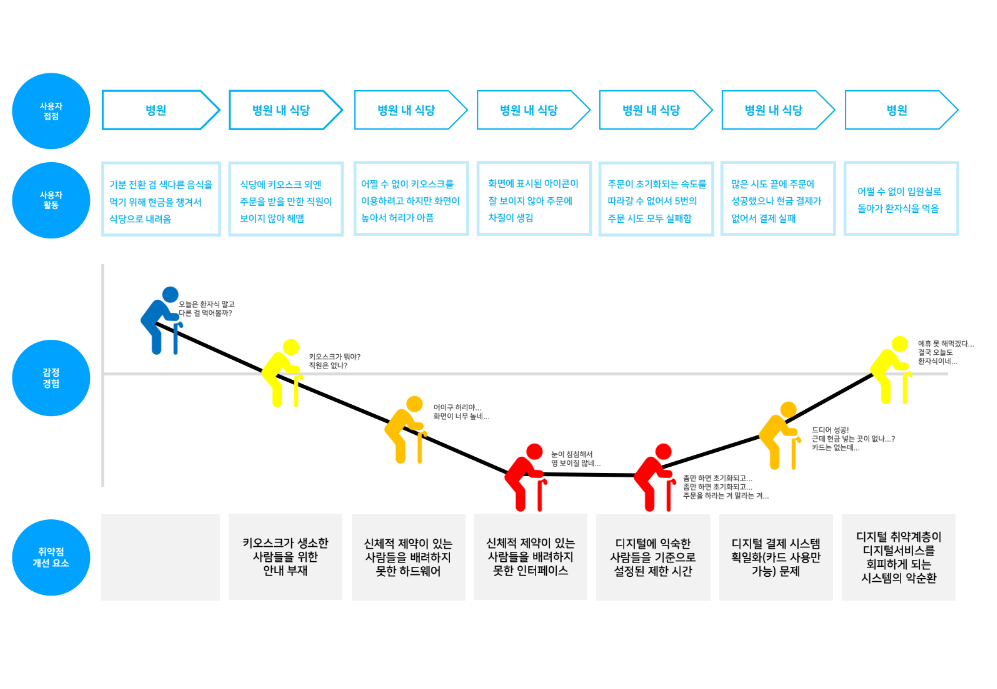 사용자
접점
병원
병원 내 식당
병원 내 식당
병원 내 식당
병원 내 식당
병원 내 식당
병원
사용자
활동
기분 전환 겸 색다른 음식을
먹기 위해 현금을 챙겨서
식당으로 내려옴
식당에 키오스크 외엔
주문을 받을 만한 직원이
보이지 않아 헤맴
어쩔 수 없이 키오스크를
이용하려고 하지만 화면이
높아서 허리가 아픔
화면에 표시된 아이콘이
잘 보이지 않아 주문에
차질이 생김
주문이 초기화되는 속도를
따라갈 수 없어서 5번의
주문 시도 모두 실패함
많은 시도 끝에 주문에
성공했으나 현금 결제가
없어서 결제 실패
어쩔 수 없이 입원실로
돌아가 환자식을 먹음
감정
경험
오늘은 환자식 말고
다른 걸 먹어볼까?
키오스크가 뭐야?
직원은 없나?
아이구 허리야...
화면이 너무 높네...
눈이 침침해서
영 보이질 않네...
좀만 하면 초기화되고...
좀만 하면 초기화되고...
주문을 하라는 거 말라는 거...
드디어 성공!
근데 현금 넣는 곳이 없나...?
카드는 없는데...
에휴 못 해먹겠다...
결국 오늘도
환자식이네...
취약점
개선 요소
키오스크가 생소한
사람들을 위한
안내 부재
신체적 제약이 있는
사람들을 배려하지
못한 하드웨어
신체적 제약이 있는
사람들을 배려하지
못한 인터페이스
디지털에 익숙한
사람들을 기준으로
설정된 제한 시간
디지털 결제 시스템
획일화(카드 사용만
가능) 문제
디지털 취약계층이
디지털서비스를
회피하게 되는
시스템의 악순환